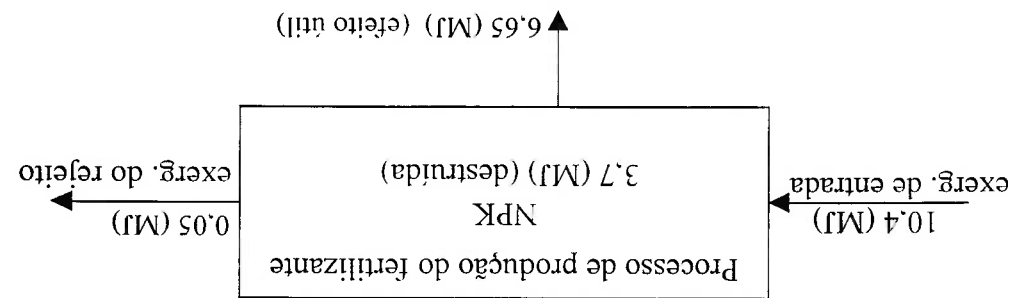 10,4 (MJ)
exerg. de entrada
Processo de produção do fertilizante
NPK
3,7 (MJ) (destruída)
0,05 (MJ)
exerg. do rejeito
6,65 (MJ) (efeito útil)